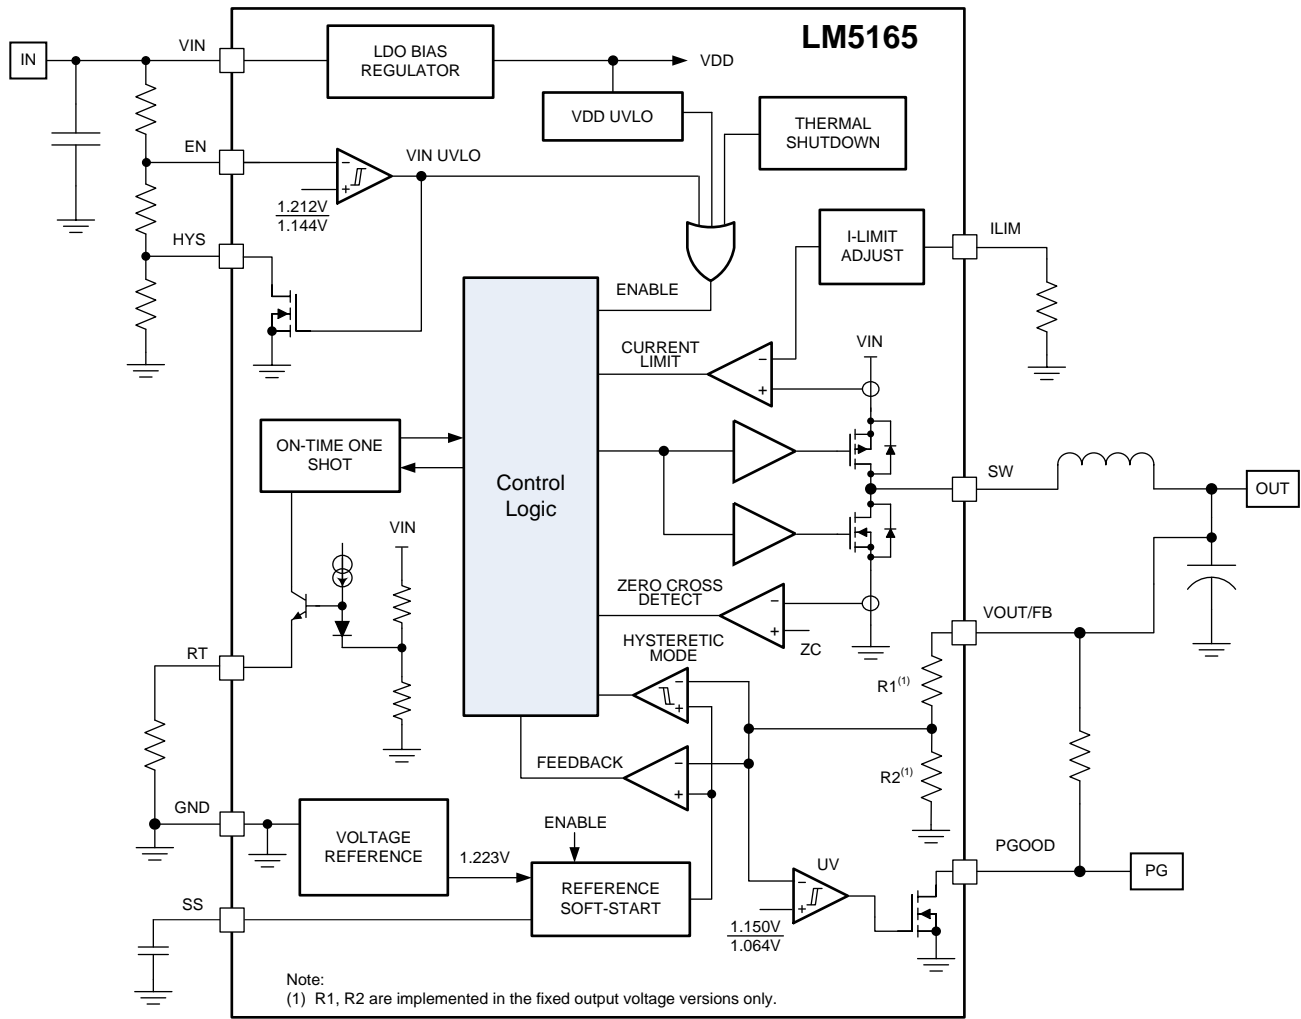 LM5165
IN
VIN
LDO BIAS
REGULATOR
VDD
VDD UVLO
THERMAL
SHUTDOWN
EN
−
+
VIN UVLO
1.212V
1.144V
HYS
I-LIMIT
ADJUST
ILIM
ENABLE
CURRENT
LIMIT
−
+
VIN
ON-TIME ONE
SHOT
Control
Logic
SW
OUT
VIN
ZERO CROSS
DETECT
−
+
ZC
VOUT/FB
HYSTERETIC
MODE
−
+
RT
R1(1)
FEEDBACK
−
+
R2(1)
GND
VOLTAGE
REFERENCE
1.223V
ENABLE
REFERENCE
SOFT-START
SS
UV
−
+
1.150V
1.064V
PGOOD
PG
Note:
(1) R1, R2 are implemented in the fixed output voltage versions only.